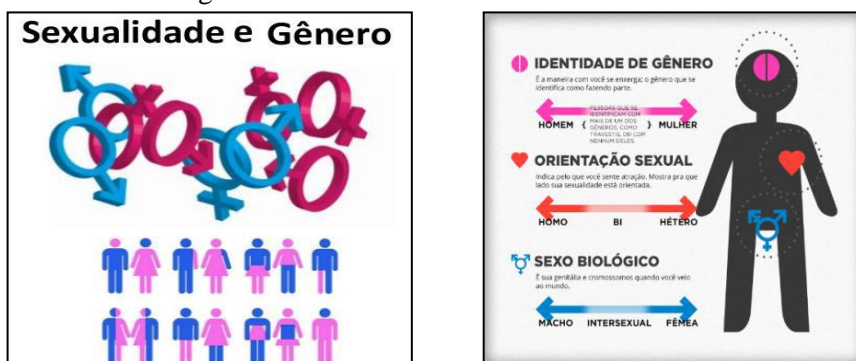 Sexualidade e Gênero
IDENTIDADE DE GÊNERO
É a maneira com você se enxerga; o gênero que se
identifica como fazendo parte.
PESSOAS QUE SE
IDENTIFICAM COM
MAIS DE UM DOS
GÊNEROS, COMO
TRAVESTIS, OU COM
NENHUM DELES.
HOMEM { } MULHER
ORIENTAÇÃO SEXUAL
Indica pelo que você sente atração. Mostra pra que
lado sua sexualidade está orientada.
HOMO BI HÉTERO
SEXO BIOLÓGICO
É sua genitália e cromossomos quando você veio
ao mundo.
MACHO INTERSEXUAL FÊMEA